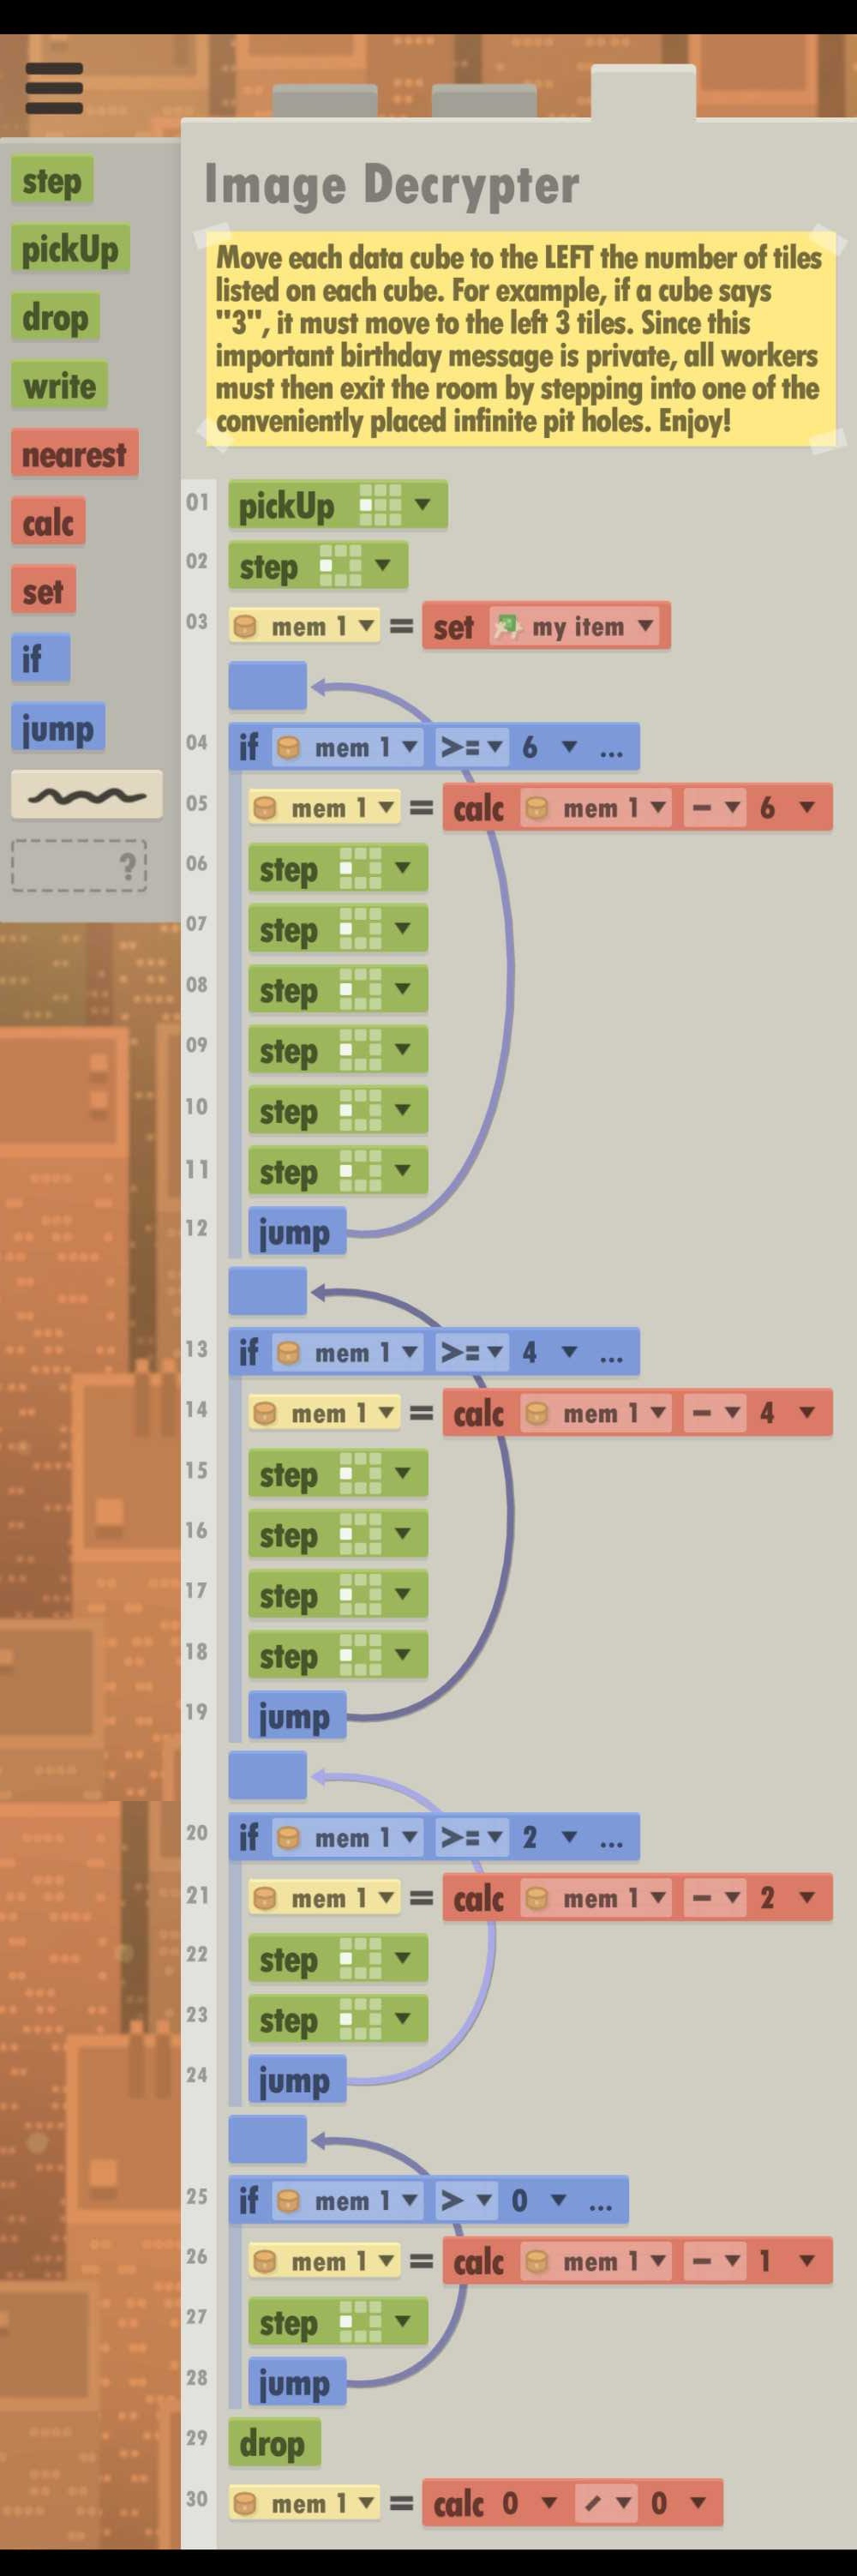 Image Decrypter
Move each data cube to the LEFT the number of tiles
listed on each cube. For example, if a cube says
"3", it must move to the left 3 tiles. Since this
important birthday message is private, all workers
must then exit the room by stepping into one of the
conveniently placed infinite pit holes. Enjoy!
step
pickUp
drop
write
nearest
calc
set
if
jump
?
01 pickUp
02 step
03 mem 1 = set my item
04 if mem 1 >= 6 ...
05 mem 1 = calc mem 1 - 6
06 step
07 step
08 step
09 step
10 step
11 step
12 jump
13 if mem 1 >= 4 ...
14 mem 1 = calc mem 1 - 4
15 step
16 step
17 step
18 step
19 jump
20 if mem 1 >= 2 ...
21 mem 1 = calc mem 1 - 2
22 step
23 step
24 jump
25 if mem 1 > 0 ...
26 mem 1 = calc mem 1 - 1
27 step
28 jump
29 drop
30 mem 1 = calc 0 / 0